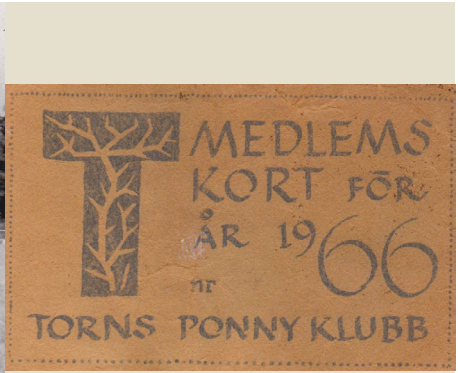 MEDLEMS
KORT FÖR
ÅR 1966
nr
TORNS PONNY KLUBB